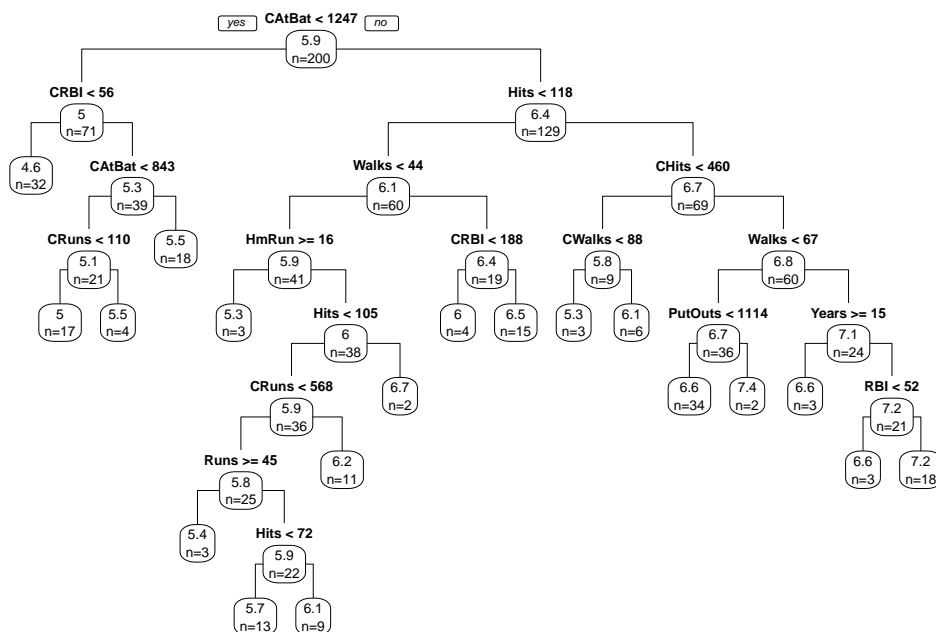 yes CAtBat < 1247 no
5.9
n=200
CRBI < 56 Hits < 118
5 6.4
n=71 n=129
4.6 CAtBat < 843 Walks < 44 CHits < 460
n=32 5.3 6.1 6.7
n=39 n=60 n=69
CRuns < 110 5.5 HmRun >= 16 CRBI < 188 CWalks < 88 Walks < 67
5.1 n=18 5.9 6.4 5.8 6.8
n=21 n=41 n=19 n=9 n=60
5 5.5 5.3 Hits < 105 6 6.5 5.3 6.1 PutOuts < 1114 Years >= 15
n=17 n=4 n=3 6 n=4 n=15 n=3 n=6 6.7 7.1
n=38 n=36 n=24
CRuns < 568 6.7 6.6 7.4 6.6 RBI < 52
5.9 n=2 n=34 n=2 n=3 7.2
n=36 n=21
Runs >= 45 6.2 6.6 7.2
5.8 n=11 n=3 n=18
n=25
5.4 Hits < 72
n=3 5.9
n=22
5.7 6.1
n=13 n=9